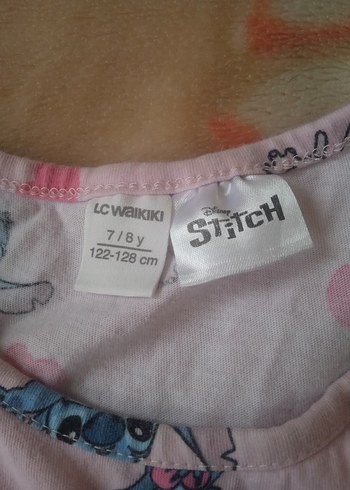 LC WAIKIKI
7 / 8 y
122-128 cm
Disney
STiTCH